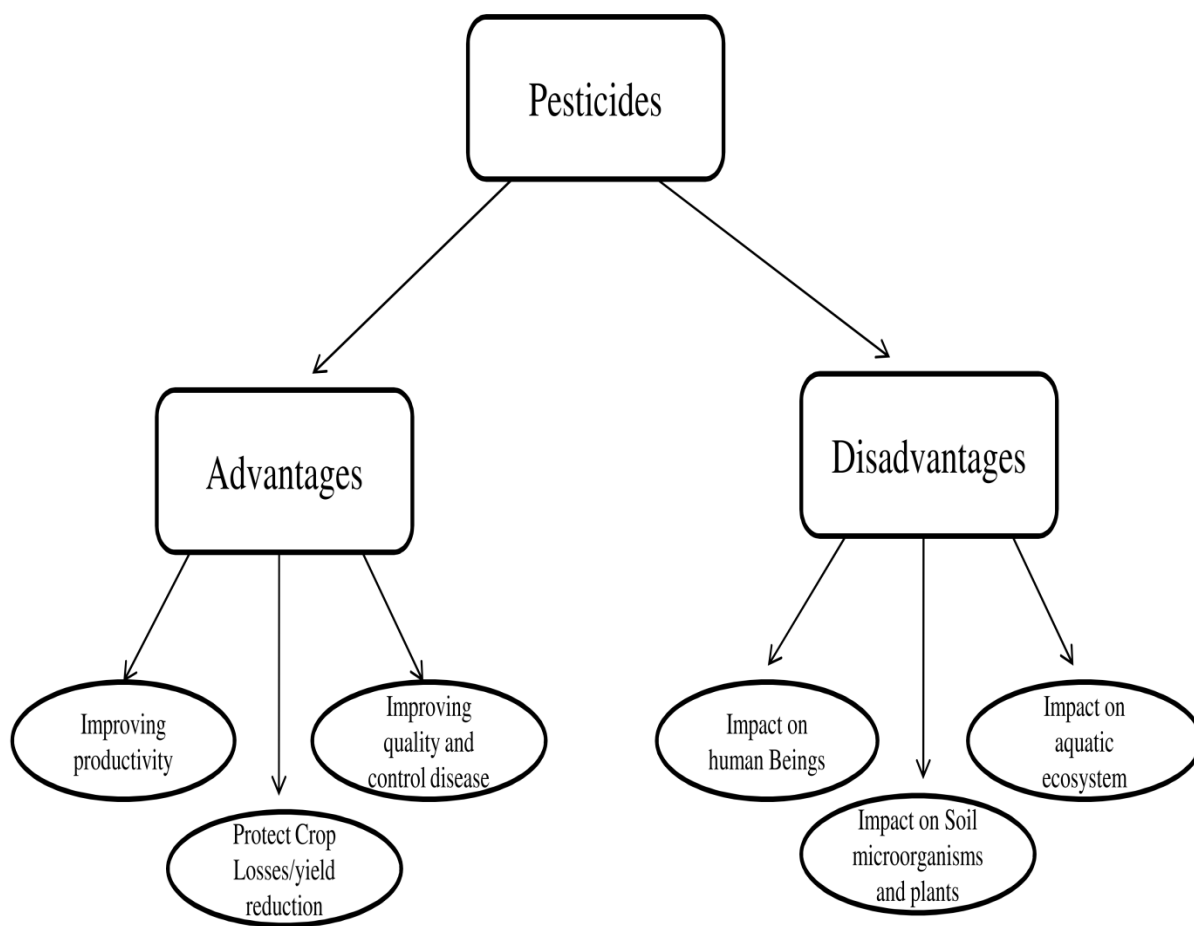 Pesticides
Advantages
Disadvantages
Improving
productivity
Protect Crop
Losses/yield
reduction
Improving
quality and
control disease
Impact on
human Beings
Impact on Soil
microorganisms
and plants
Impact on
aquatic
ecosystem